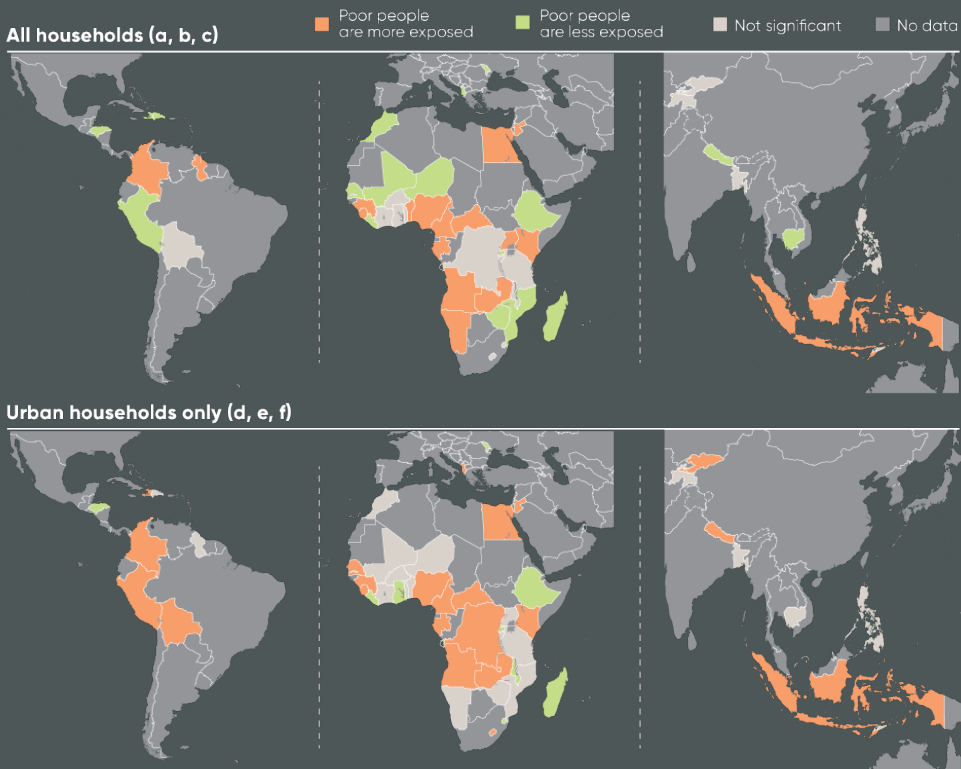 Poor people
are more exposed
Poor people
are less exposed
Not significant
No data
All households (a, b, c)
Urban households only (d, e, f)